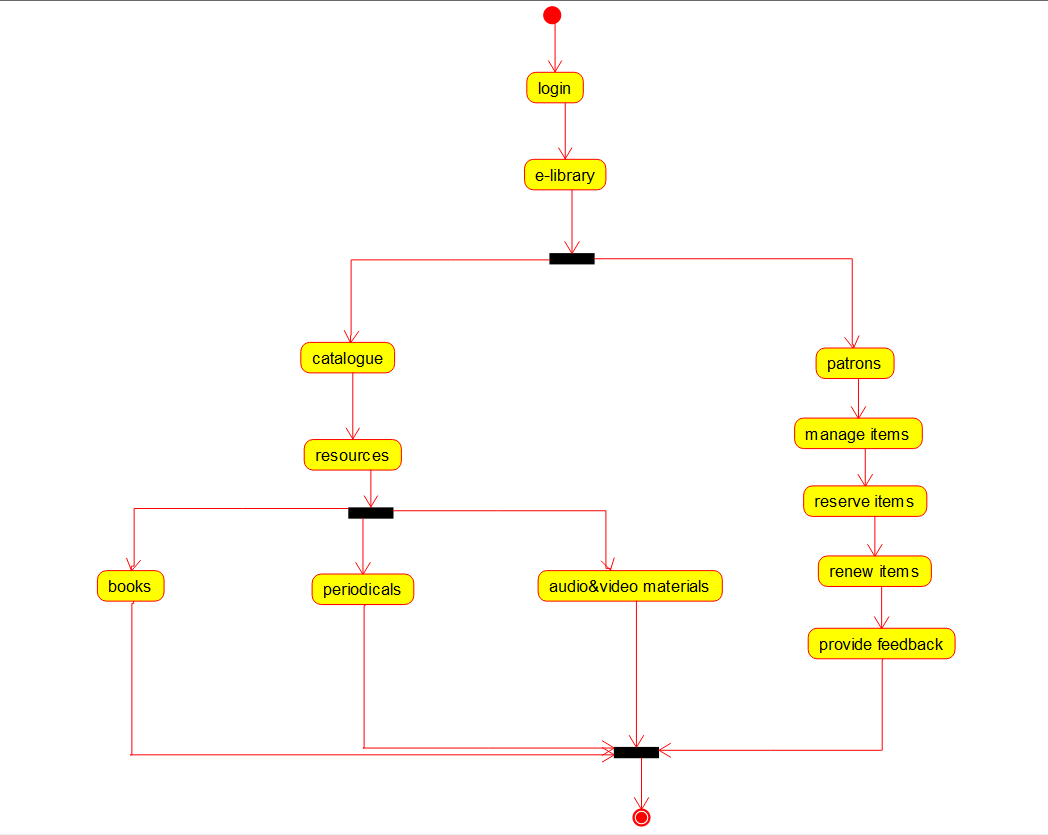 login
e-library
catalogue
patrons
manage items
resources
reserve items
books
periodicals
audio&video materials
renew items
provide feedback